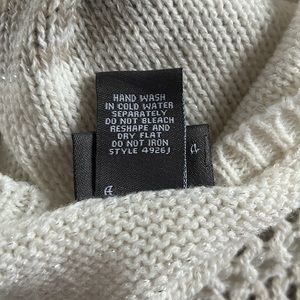 HAND WASH
IN COLD WATER
SEPARATELY
DO NOT BLEACH
RESHAPE AND
DRY FLAT
DO NOT IRON
STYLE 4926J